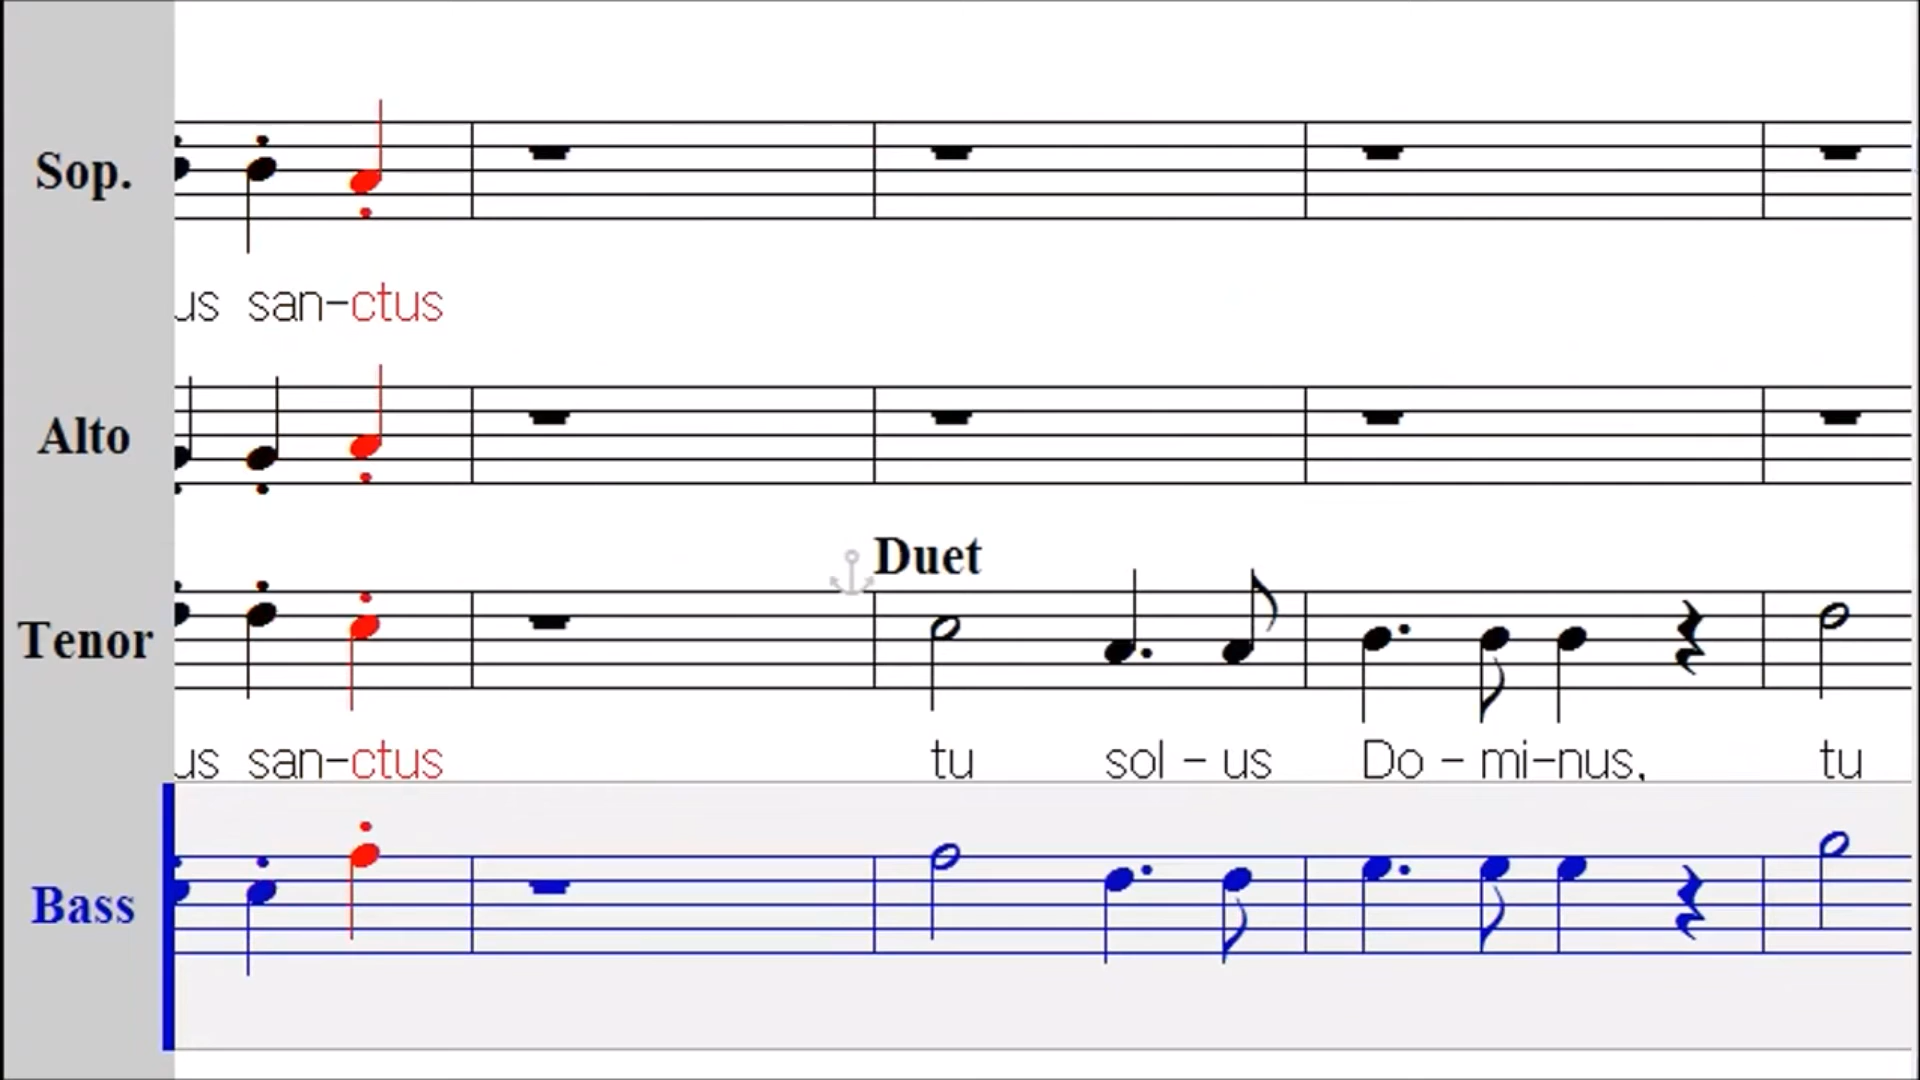 Sop.
us san-ctus
Alto
Duet
Tenor
us san-ctus tu sol - us Do - mi-nus, tu
Bass